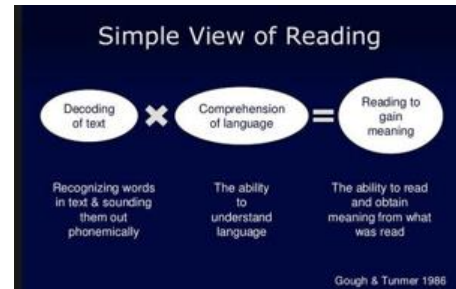 Simple View of Reading
Decoding
of text
×
Comprehension
of language
=
Reading to
gain
meaning
Recognizing words
in text & sounding
them out
phonemically
The ability
to
understand
language
The ability to read
and obtain
meaning from what
was read
Gough & Tunmer 1986